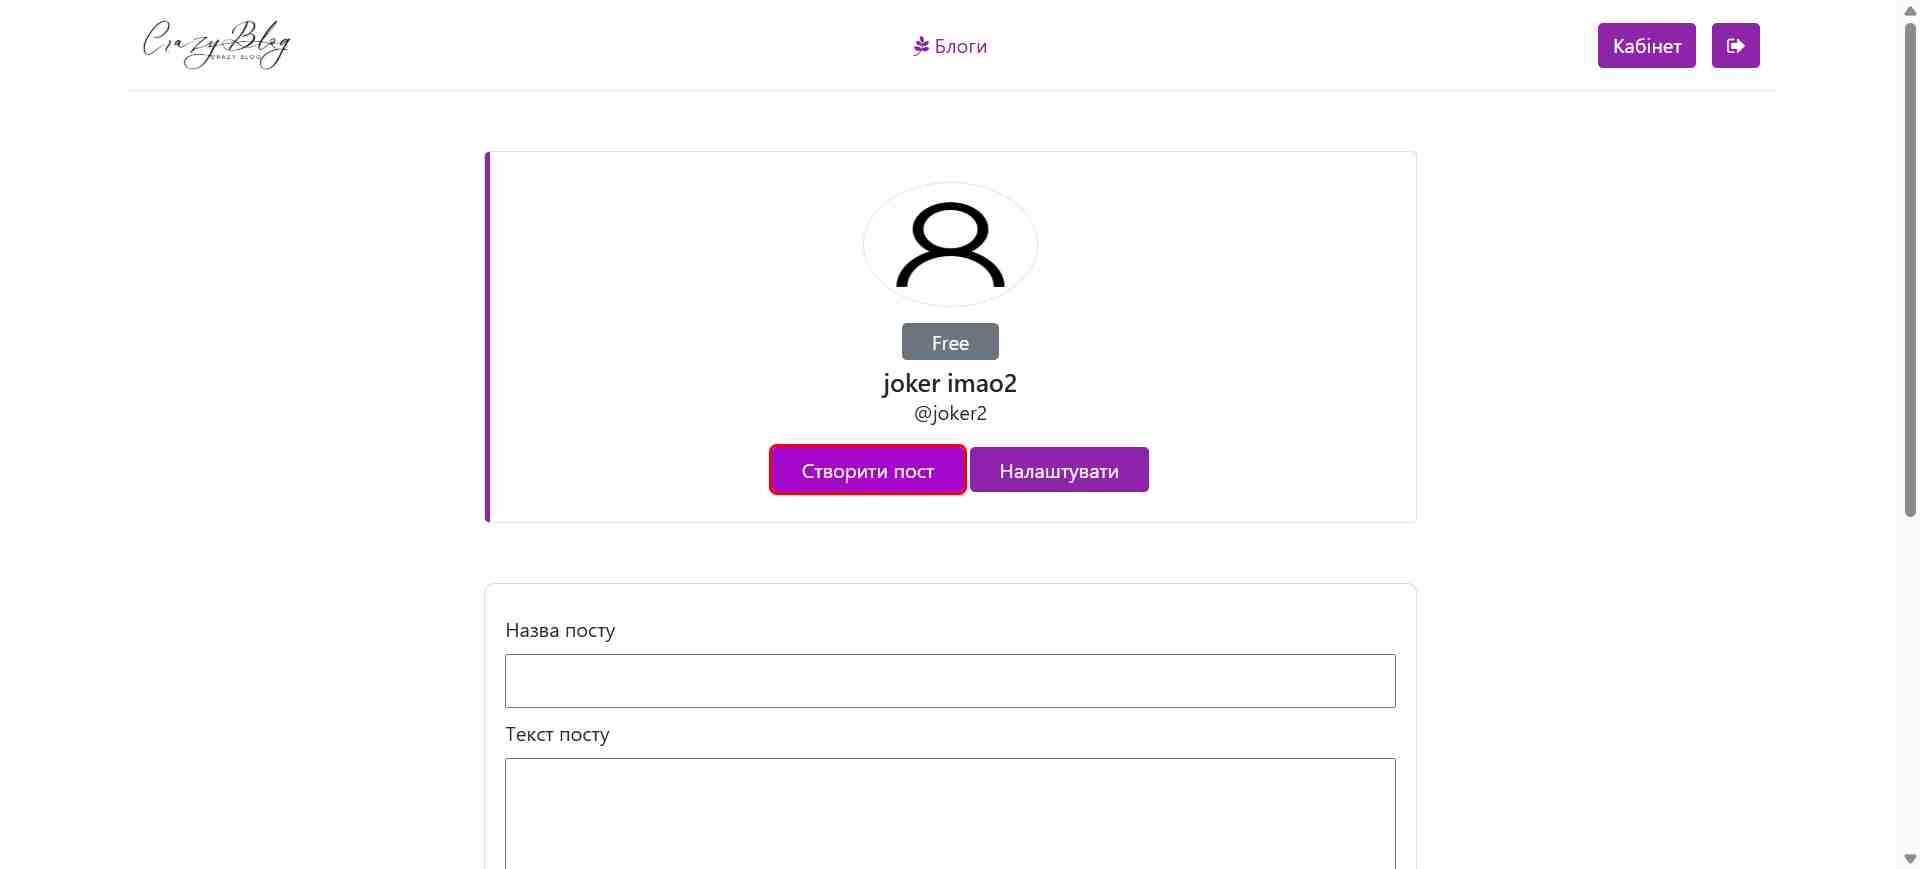 CrazyBlog
CRAZY BLOG
Блоги
Кабінет
Free
joker imao2
@joker2
Створити пост
Налаштувати
Назва посту
Текст посту